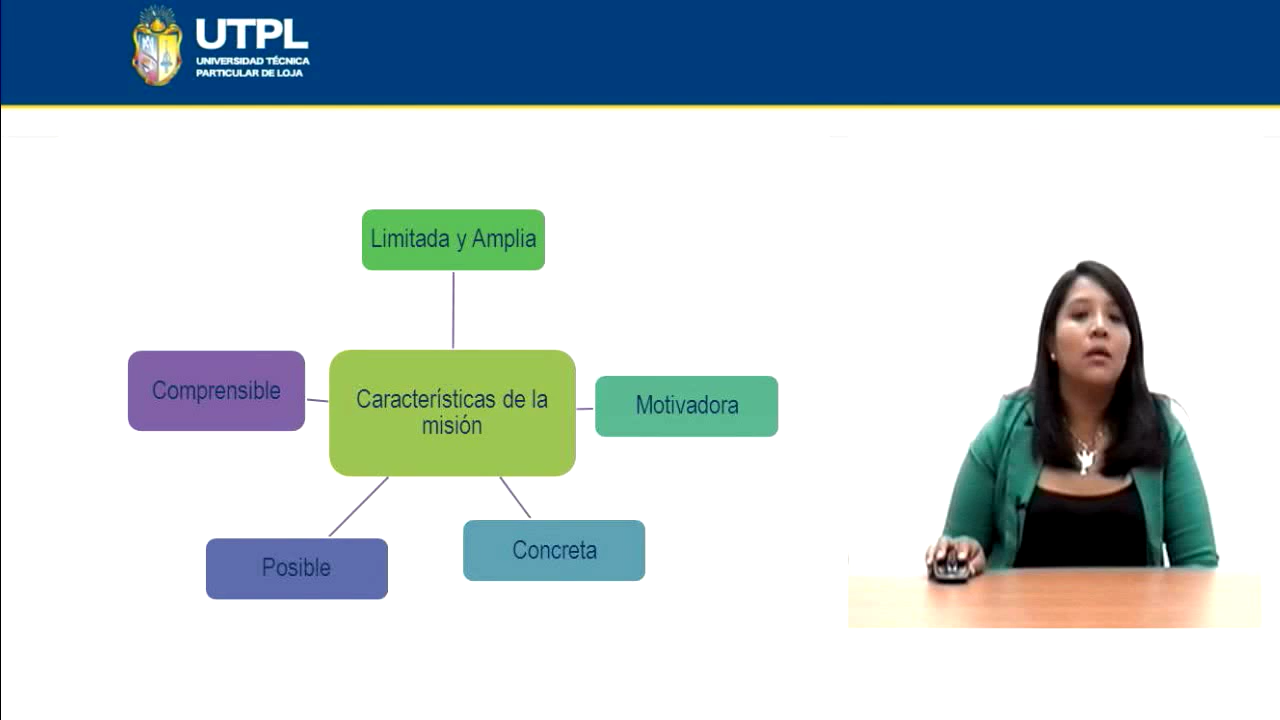 UTPL
UNIVERSIDAD TÉCNICA
PARTICULAR DE LOJA
Limitada y Amplia
Comprensible
Características de la
misión
Motivadora
Posible
Concreta